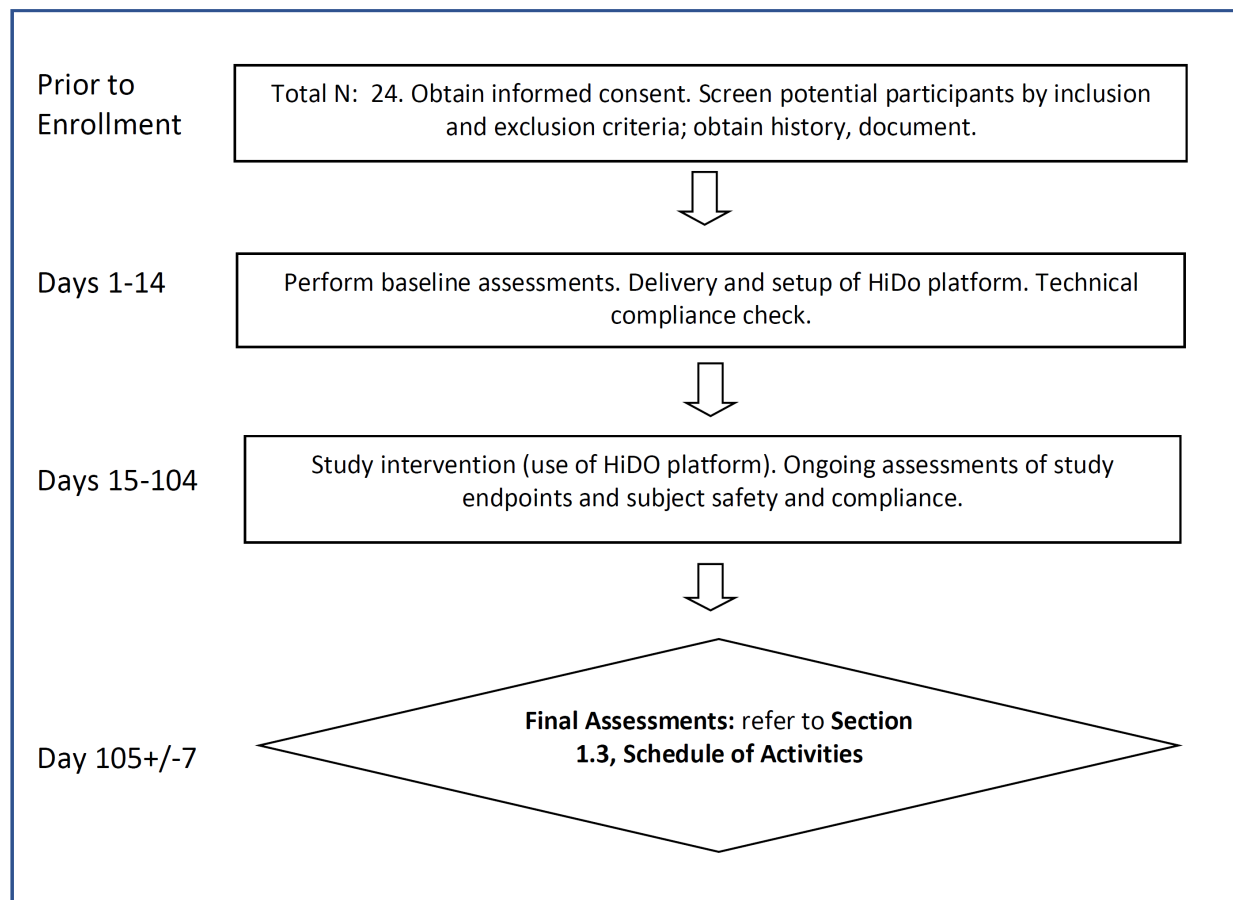 Prior to
Enrollment
Total N:  24. Obtain informed consent. Screen potential participants by inclusion
and exclusion criteria; obtain history, document.
Days 1-14
Perform baseline assessments. Delivery and setup of HiDo platform. Technical
compliance check.
Days 15-104
Study intervention (use of HiDO platform). Ongoing assessments of study
endpoints and subject safety and compliance.
Day 105+/-7
Final Assessments: refer to Section
1.3, Schedule of Activities